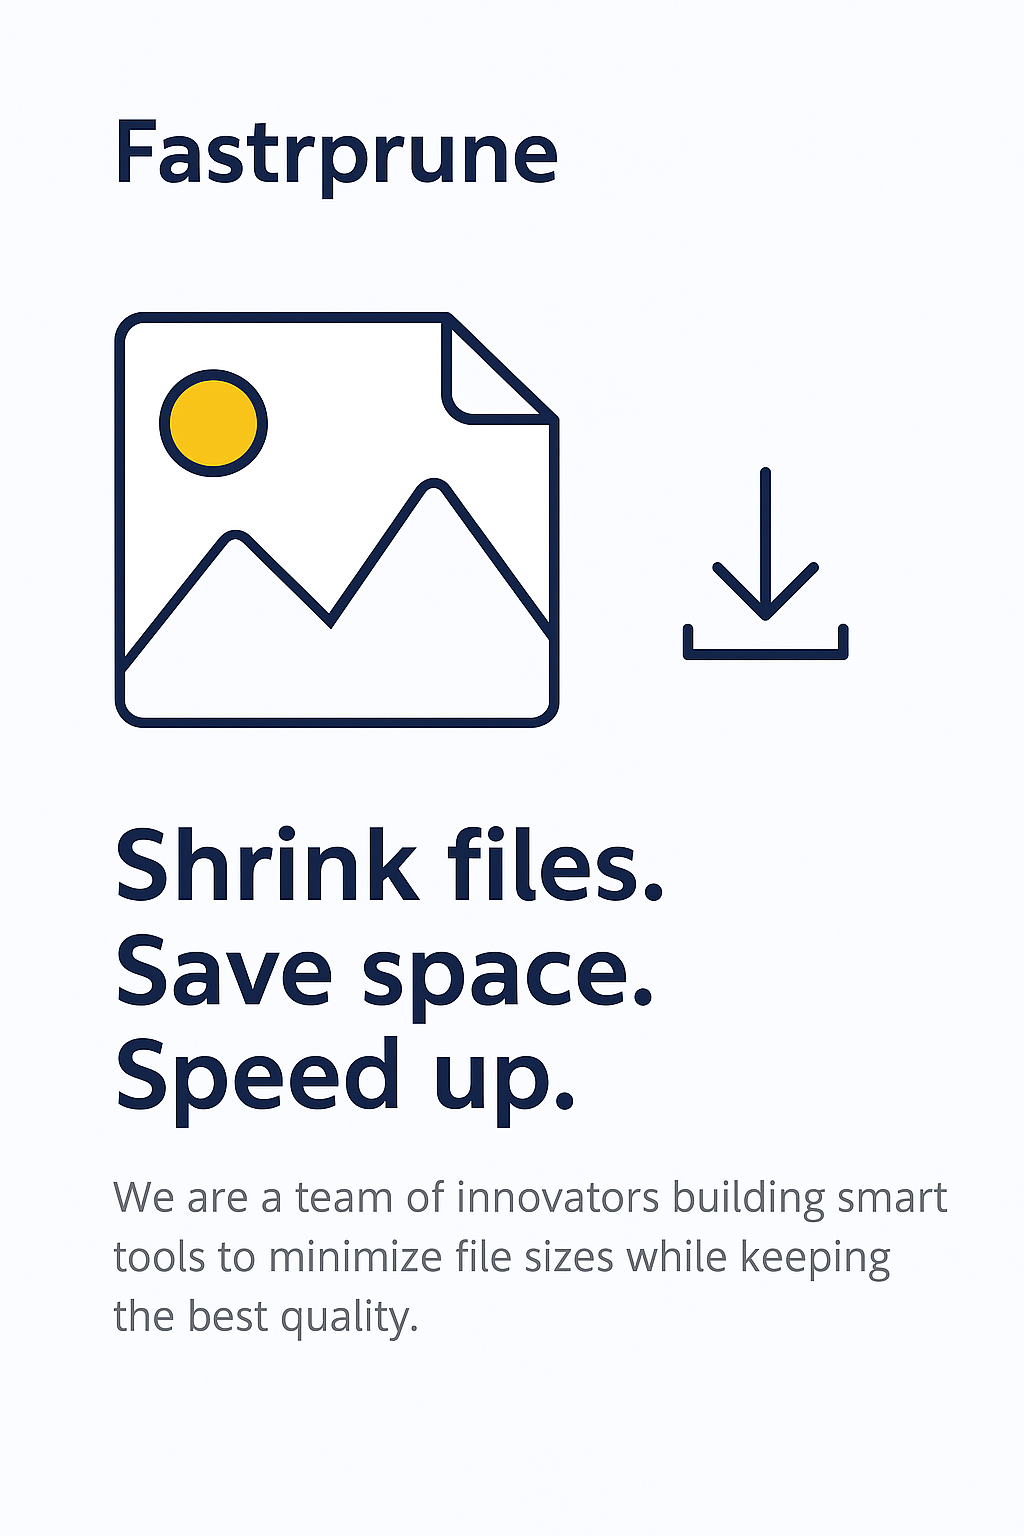 Fastrprune
Shrink files.
Save space.
Speed up.
We are a team of innovators building smart
tools to minimize file sizes while keeping
the best quality.